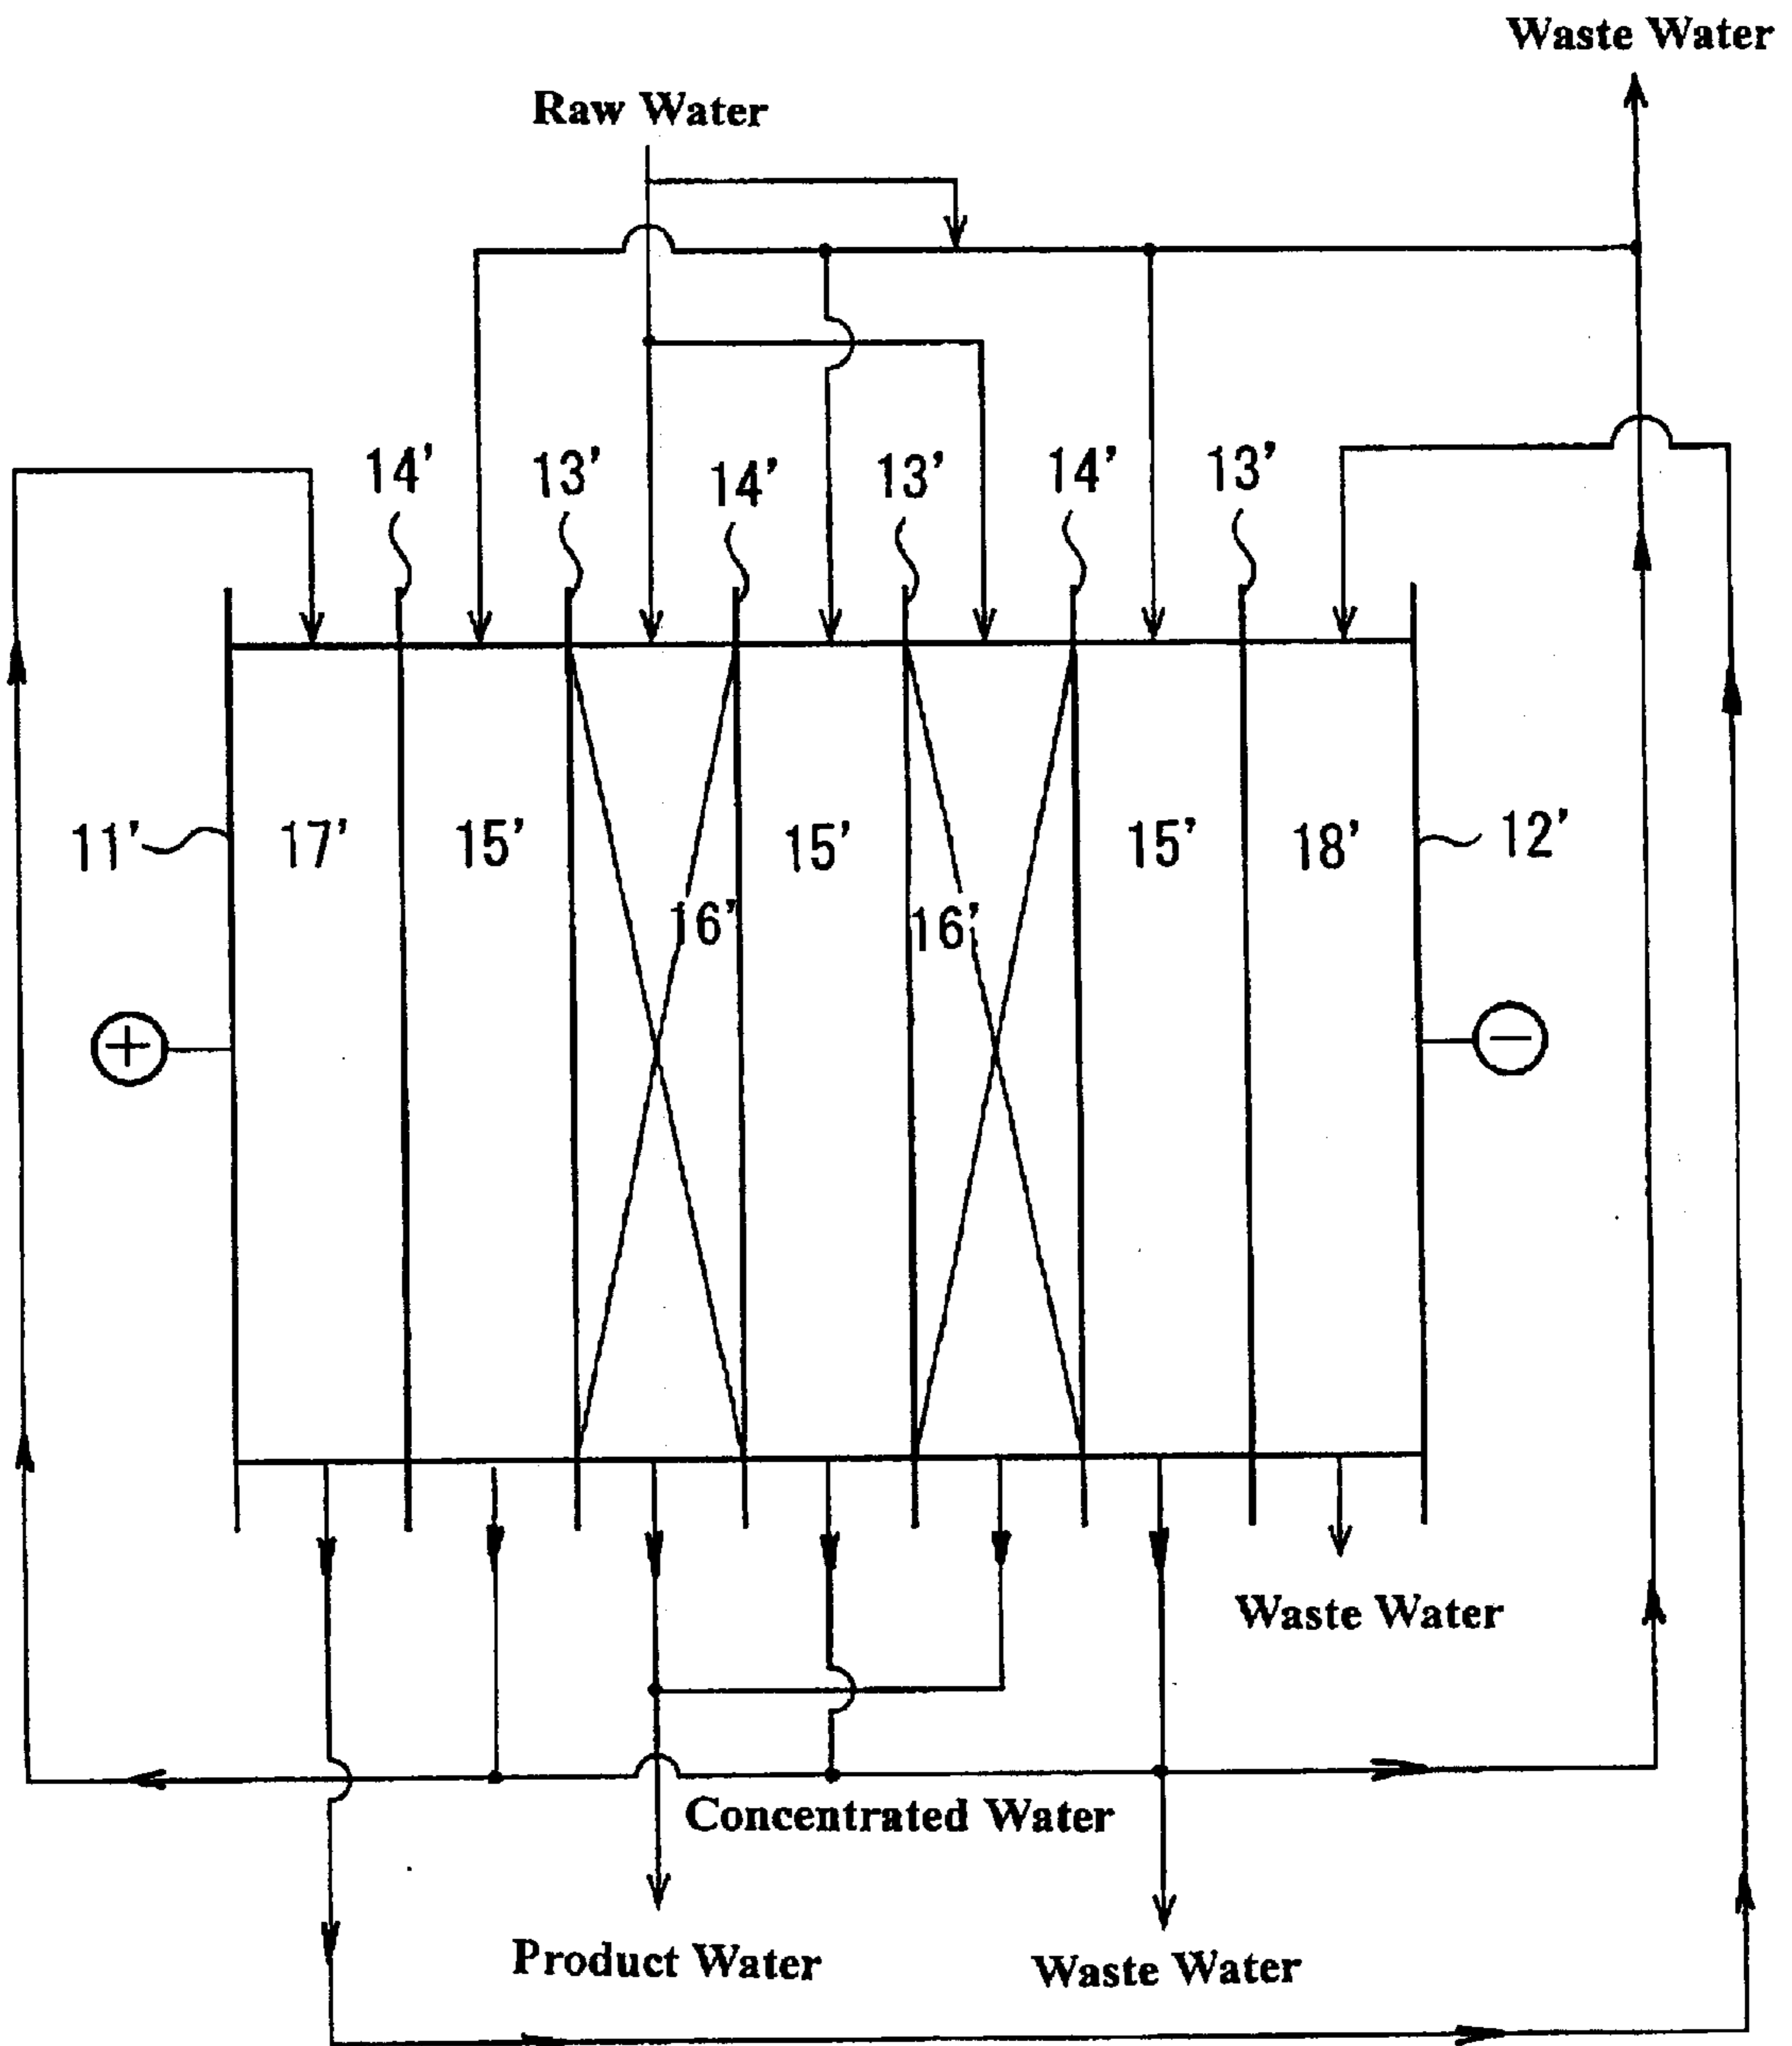 Waste Water
Raw Water
14' 13' 14' 13' 14' 13'
11' 17' 15' 15' 15' 18' 12'
16' 16'
+ −
Waste Water
Concentrated Water
Product Water Waste Water